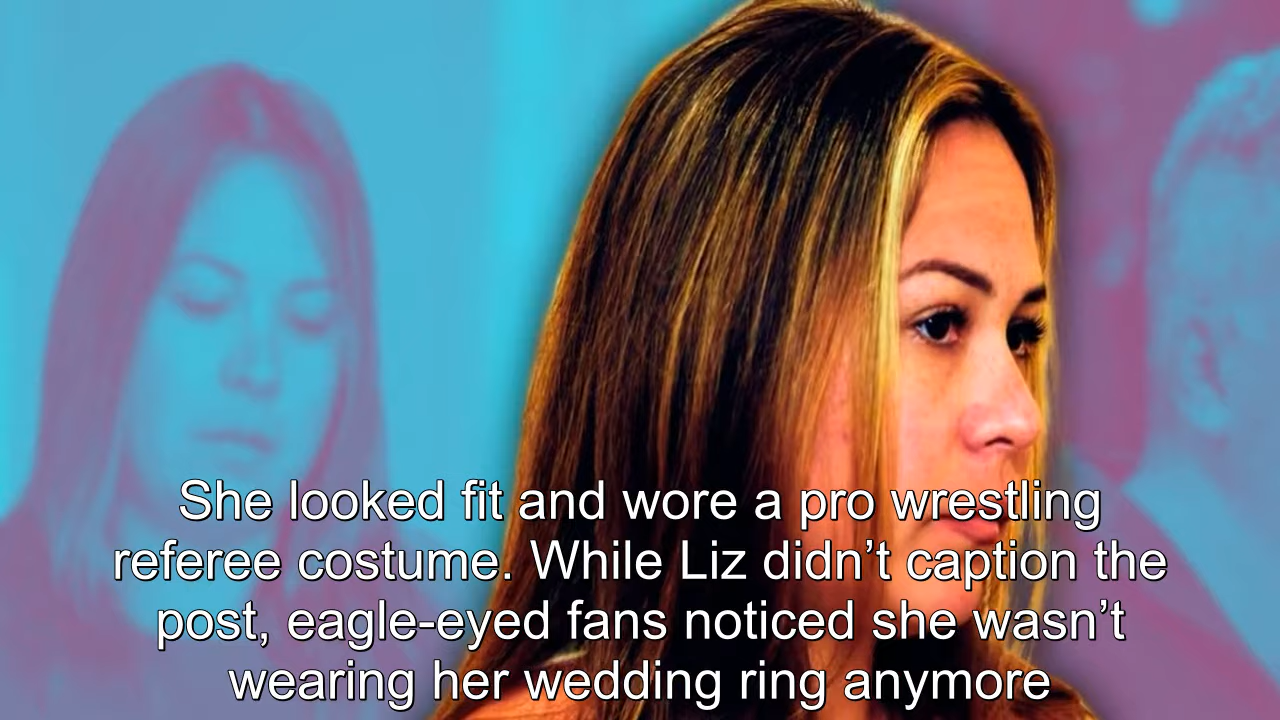 She looked fit and wore a pro wrestling
referee costume. While Liz didn’t caption the
post, eagle-eyed fans noticed she wasn’t
wearing her wedding ring anymore